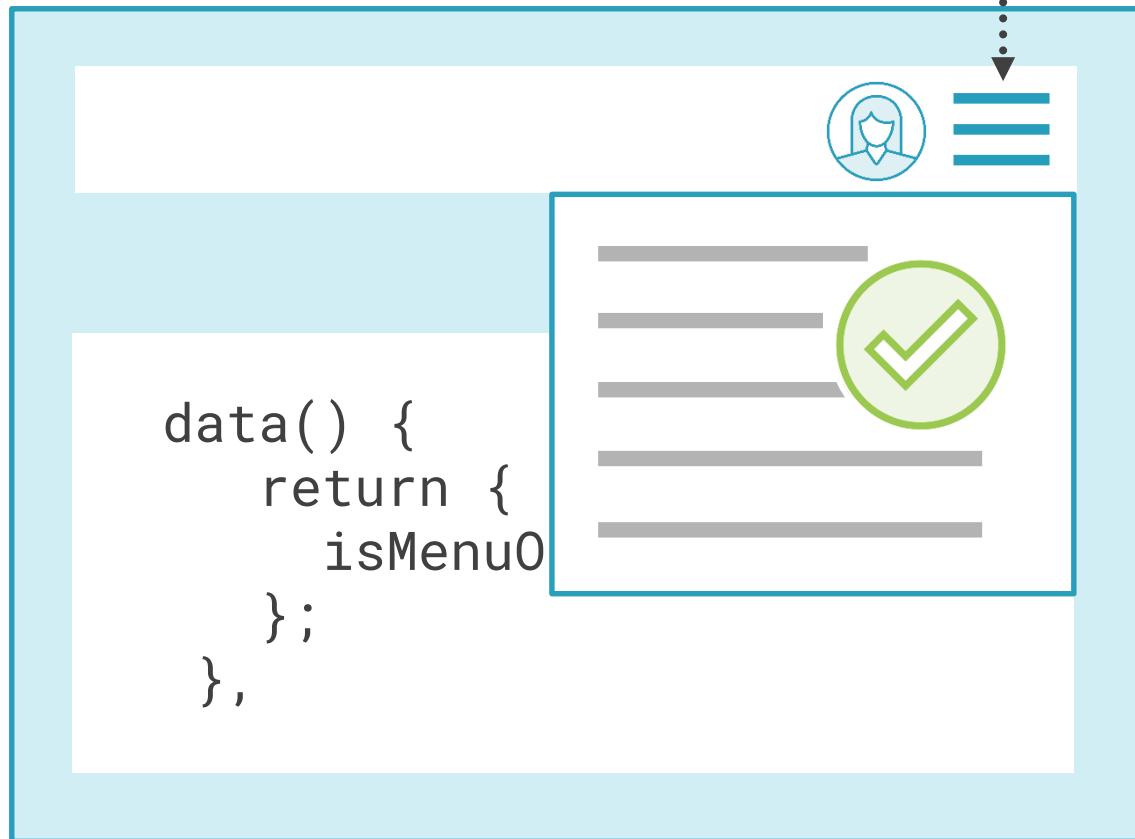 data() {
return {
isMenuO
};
},